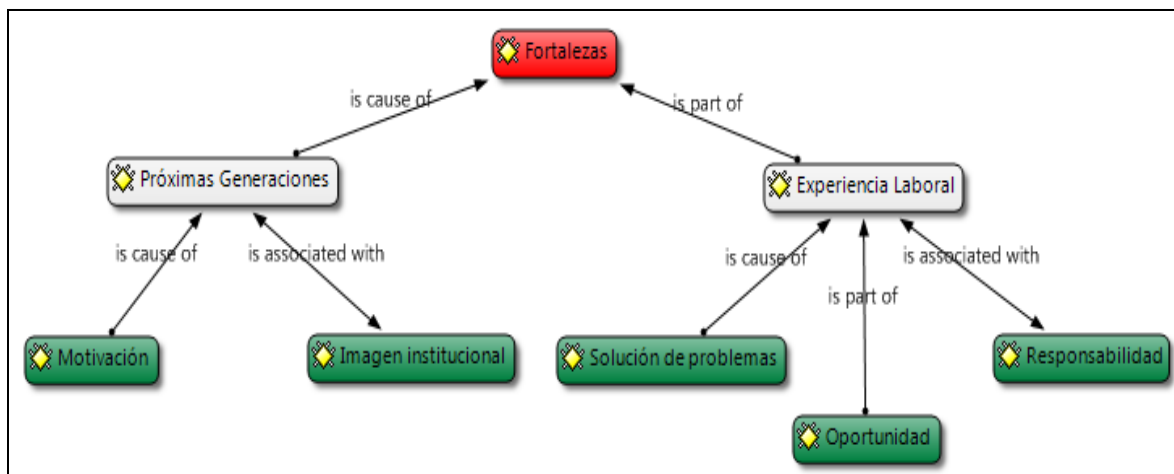 Fortalezas
is cause of
is part of
Próximas Generaciones
Experiencia Laboral
is cause of
is associated with
is cause of
is part of
is associated with
Motivación
Imagen institucional
Solución de problemas
Responsabilidad
Oportunidad